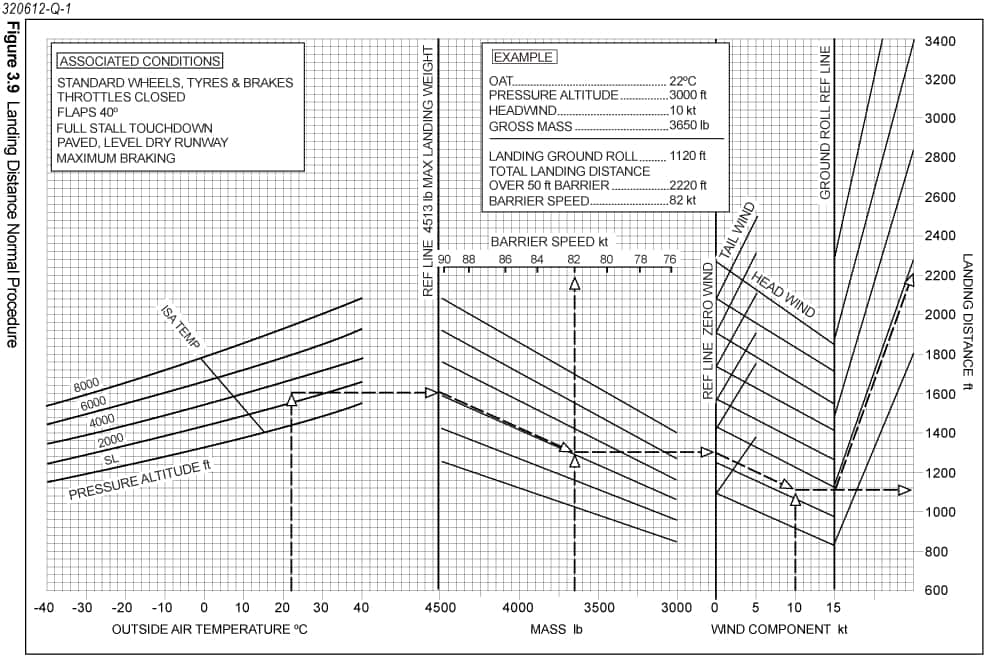 320612-Q-1
Figure 3.9 Landing Distance Normal Procedure
ASSOCIATED CONDITIONS
STANDARD WHEELS, TYRES & BRAKES
THROTTLES CLOSED
FLAPS 40º
FULL STALL TOUCHDOWN
PAVED, LEVEL DRY RUNWAY
MAXIMUM BRAKING
REF LINE 4513 lb MAX LANDING WEIGHT
EXAMPLE
OAT 22ºC
PRESSURE ALTITUDE 3000 ft
HEADWIND 10 kt
GROSS MASS 3650 lb
LANDING GROUND ROLL 1120 ft
TOTAL LANDING DISTANCE
OVER 50 ft BARRIER 2220 ft
BARRIER SPEED 82 kt
GROUND ROLL REF LINE
BARRIER SPEED kt
90 88 86 84 82 80 78 76
REF LINE ZERO WIND
TAIL WIND
HEAD WIND
ISA TEMP
8000
6000
4000
2000
SL
PRESSURE ALTITUDE ft
3400
3200
3000
2800
2600
2400
2200
2000
1800
1600
1400
1200
1000
800
600
LANDING DISTANCE ft
-40 -30 -20 -10 0 10 20 30 40 4500 4000 3500 3000 0 5 10 15
OUTSIDE AIR TEMPERATURE ºC MASS lb WIND COMPONENT kt